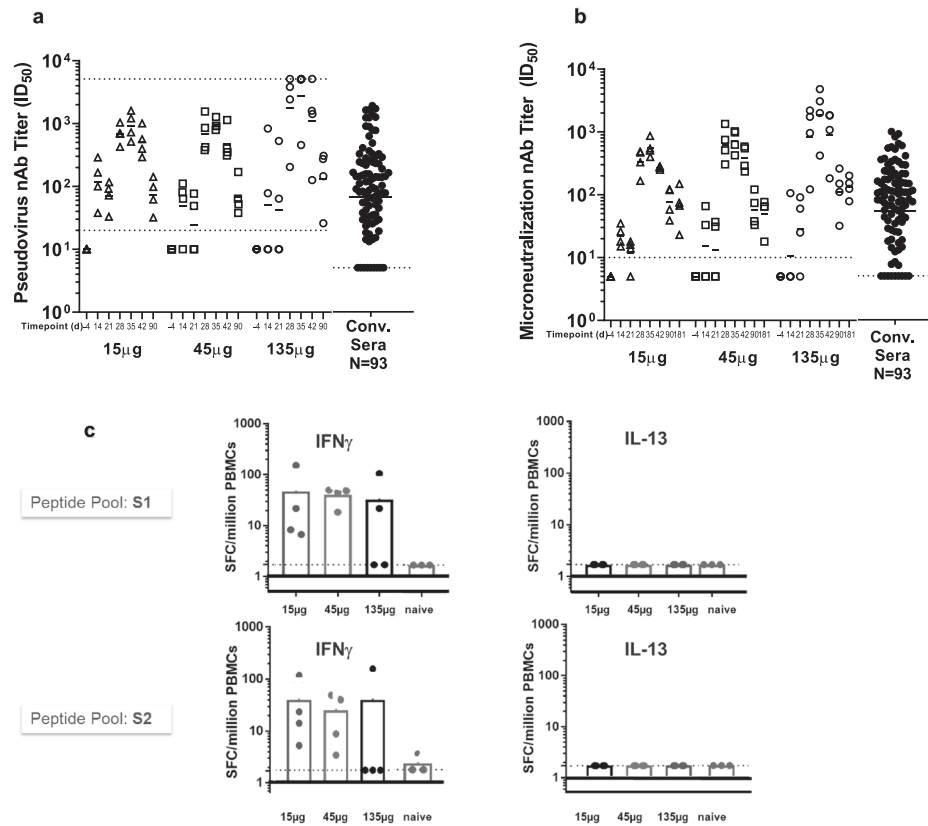 a
Pseudovirus nAb Titer (ID50)
10^5
10^4
10^3
10^2
10^1
10^0
Timepoint (d) -4 14 21 28 35 42 90 -4 14 21 28 35 42 90 -4 14 21 28 35 42 90
15µg 45µg 135µg
Conv.
Sera
N=93
b
Microneutralization nAb Titer (ID50)
10^4
10^3
10^2
10^1
10^0
Timepoint (d) -4 14 21 28 35 42 90 181 -4 14 21 28 35 42 90 181 -4 14 21 28 35 42 90 181
15µg 45µg 135µg
Conv.
Sera
N=93
c
Peptide Pool: S1
IFNγ
SFC/million PBMCs
1000
100
10
1
15µg 45µg 135µg naive
IL-13
SFC/million PBMCs
1000
100
10
1
15µg 45µg 135µg naive
Peptide Pool: S2
IFNγ
SFC/million PBMCs
1000
100
10
1
15µg 45µg 135µg naive
IL-13
SFC/million PBMCs
1000
100
10
1
15µg 45µg 135µg naive